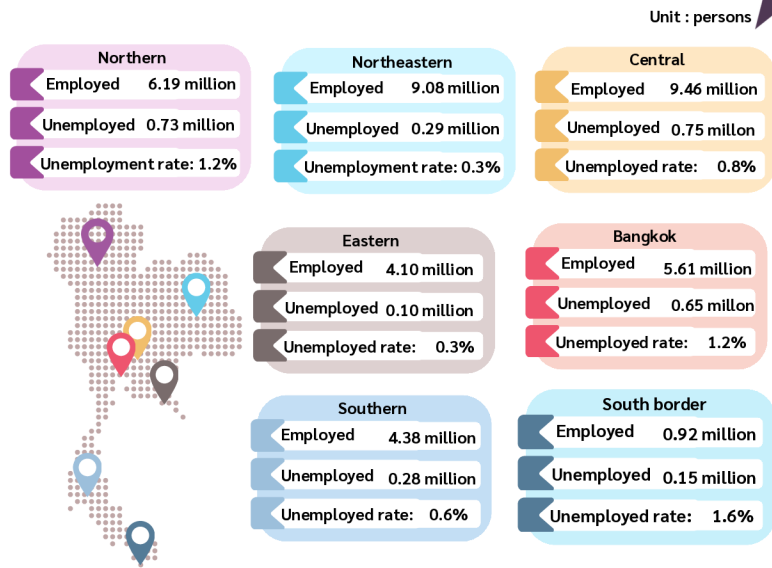 Unit : persons
Northern
Employed 6.19 million
Unemployed 0.73 million
Unemployment rate: 1.2%
Northeastern
Employed 9.08 million
Unemployed 0.29 million
Unemployment rate: 0.3%
Central
Employed 9.46 million
Unemployed 0.75 millon
Unemployed rate: 0.8%
Eastern
Employed 4.10 million
Unemployed 0.10 million
Unemployed rate: 0.3%
Bangkok
Employed 5.61 million
Unemployed 0.65 millon
Unemployed rate: 1.2%
Southern
Employed 4.38 million
Unemployed 0.28 million
Unemployed rate: 0.6%
South border
Employed 0.92 million
Unemployed 0.15 million
Unemployed rate: 1.6%